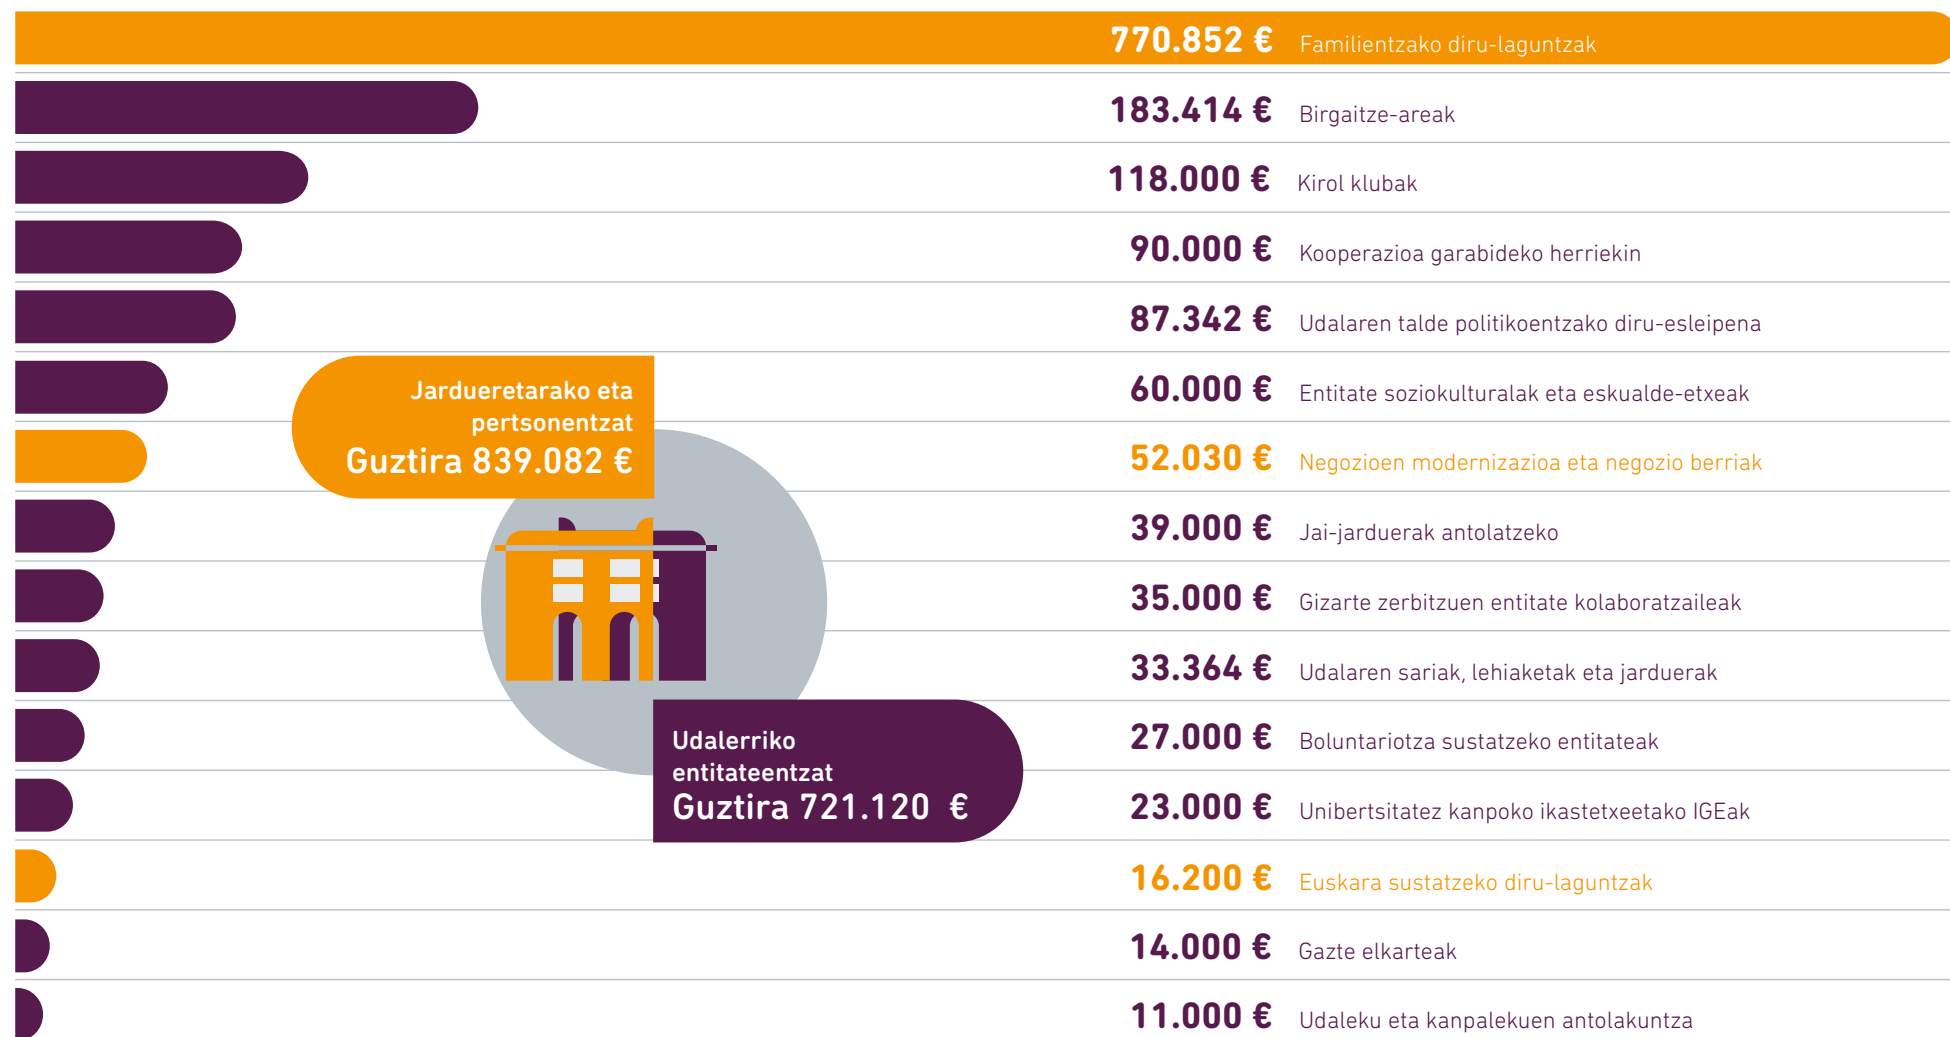 770.852 € Familientzako diru-laguntzak
183.414 € Birgaitze-areak
118.000 € Kirol klubak
90.000 € Kooperazioa garabideko herriekin
87.342 € Udalaren talde politikoentzako diru-esleipena
60.000 € Entitate soziokulturalak eta eskualde-etxeak
52.030 € Negozioen modernizazioa eta negozio berriak
39.000 € Jai-jarduerak antolatzeko
35.000 € Gizarte zerbitzuen entitate kolaboratzaileak
33.364 € Udalaren sariak, lehiaketak eta jarduerak
27.000 € Boluntariotza sustatzeko entitateak
23.000 € Unibertsitatez kanpoko ikastetxeetako IGEak
16.200 € Euskara sustatzeko diru-laguntzak
14.000 € Gazte elkarteak
11.000 € Udaleku eta kanpalekuen antolakuntza
Jardueretarako eta
pertsonentzat
Guztira 839.082 €
Udalerriko
entitateentzat
Guztira 721.120 €